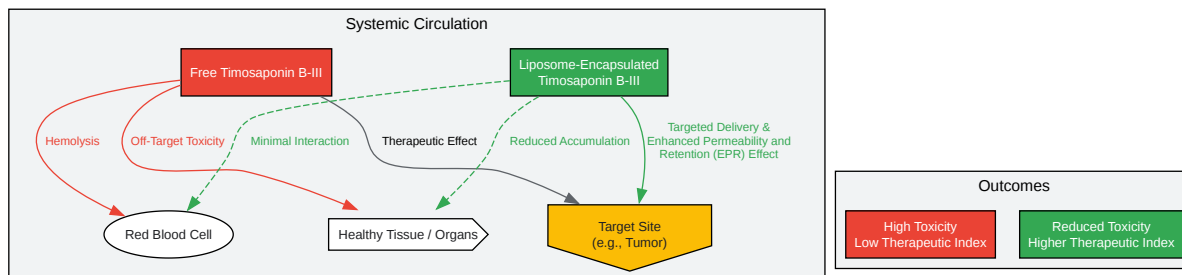 Systemic Circulation
Free Timosaponin B-III
Liposome-Encapsulated
Timosaponin B-III
Hemolysis
Off-Target Toxicity
Minimal Interaction
Therapeutic Effect
Reduced Accumulation
Targeted Delivery &
Enhanced Permeability and
Retention (EPR) Effect
Red Blood Cell
Healthy Tissue / Organs
Target Site
(e.g., Tumor)
Outcomes
High Toxicity
Low Therapeutic Index
Reduced Toxicity
Higher Therapeutic Index